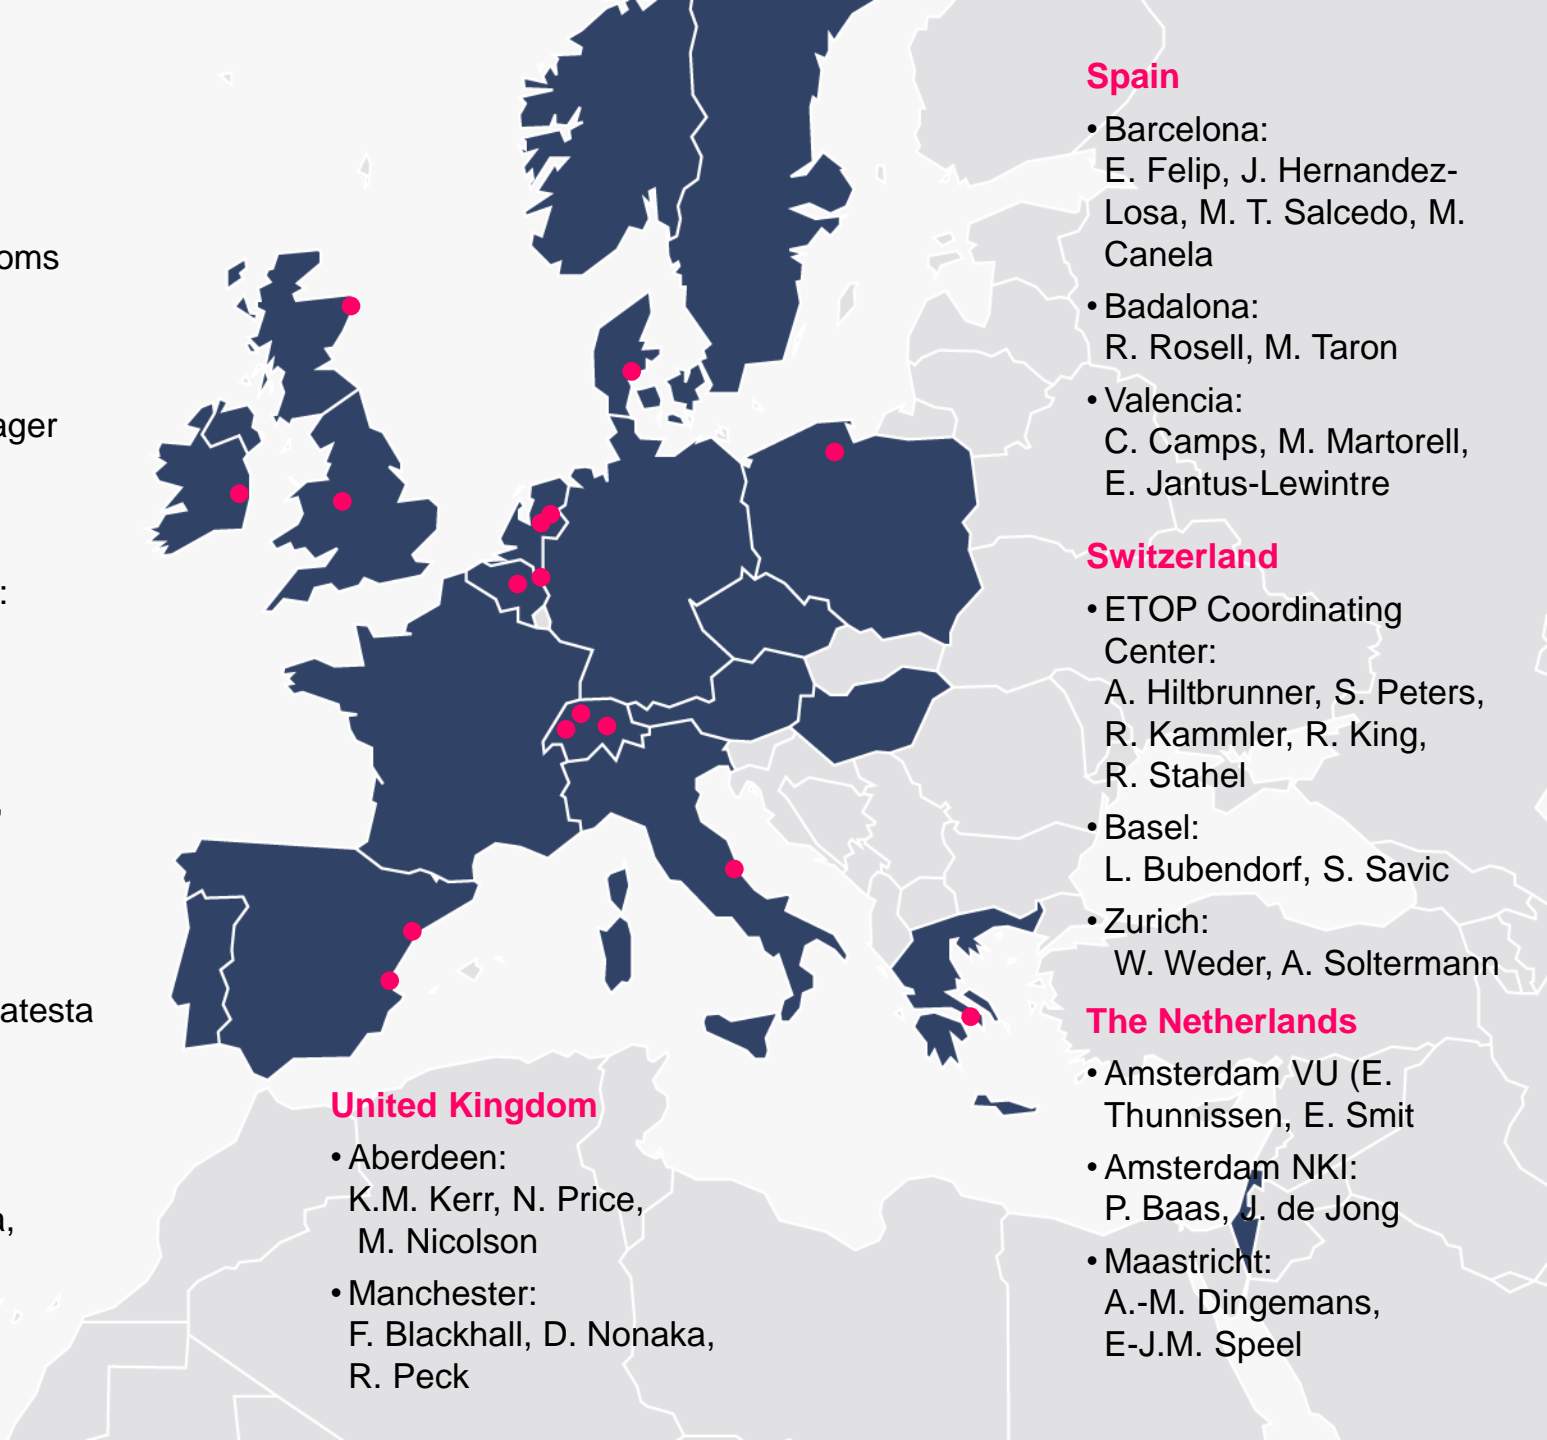 oms
ager
:
,
atesta
a,
United Kingdom
• Aberdeen:
K.M. Kerr, N. Price,
M. Nicolson
• Manchester:
F. Blackhall, D. Nonaka,
R. Peck
Spain
• Barcelona:
E. Felip, J. Hernandez-
Losa, M. T. Salcedo, M.
Canela
• Badalona:
R. Rosell, M. Taron
• Valencia:
C. Camps, M. Martorell,
E. Jantus-Lewintre
Switzerland
• ETOP Coordinating
Center:
A. Hiltbrunner, S. Peters,
R. Kammler, R. King,
R. Stahel
• Basel:
L. Bubendorf, S. Savic
• Zurich:
W. Weder, A. Soltermann
The Netherlands
• Amsterdam VU (E.
Thunnissen, E. Smit
• Amsterdam NKI:
P. Baas, J. de Jong
• Maastricht:
A.-M. Dingemans,
E-J.M. Speel